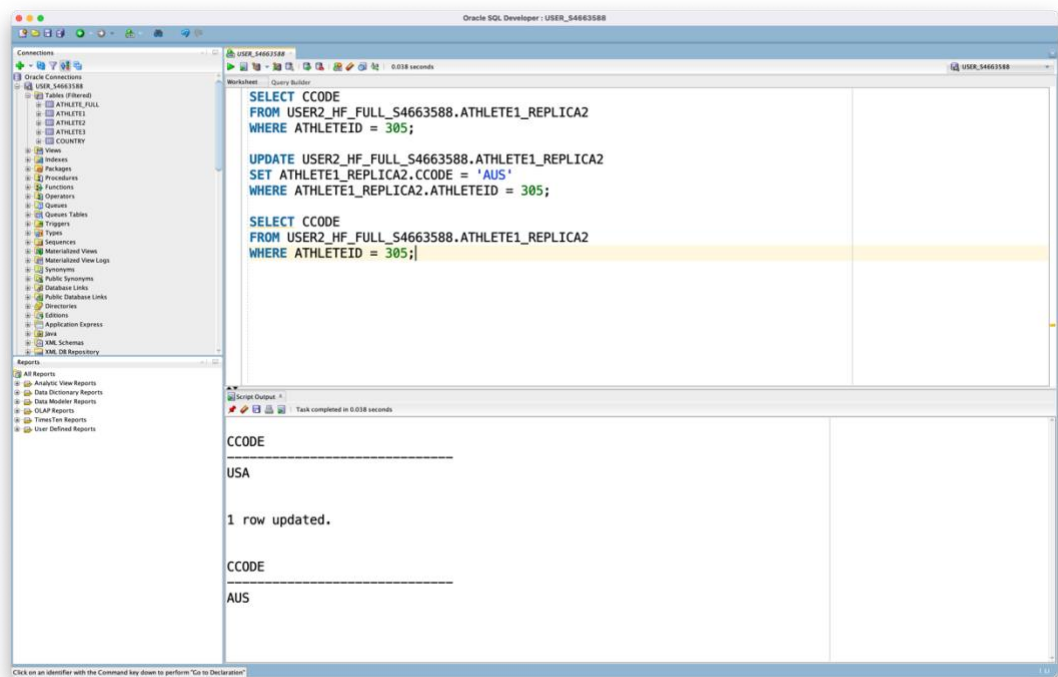 Oracle SQL Developer : USER_S4663588
Connections
Oracle Connections
USER_S4663588
Tables (Filtered)
ATHLETE_FULL
ATHLETE1
ATHLETE2
ATHLETE3
COUNTRY
Views
Indexes
Packages
Procedures
Functions
Operators
Queues
Queues Tables
Triggers
Types
Sequences
Materialized Views
Materialized View Logs
Synonyms
Public Synonyms
Database Links
Public Database Links
Directories
Editions
Application Express
Java
XML Schemas
XML DB Repository
Reports
All Reports
Analytic View Reports
Data Dictionary Reports
Data Modeler Reports
OLAP Reports
TimesTen Reports
User Defined Reports
USER_S4663588
0.038 seconds
USER_S4663588
Worksheet Query Builder
SELECT CCODE
FROM USER2_HF_FULL_S4663588.ATHLETE1_REPLICA2
WHERE ATHLETEID = 305;
UPDATE USER2_HF_FULL_S4663588.ATHLETE1_REPLICA2
SET ATHLETE1_REPLICA2.CCODE = 'AUS'
WHERE ATHLETE1_REPLICA2.ATHLETEID = 305;
SELECT CCODE
FROM USER2_HF_FULL_S4663588.ATHLETE1_REPLICA2
WHERE ATHLETEID = 305;
Script Output
Task completed in 0.038 seconds
CCODE
------------------------------
USA
1 row updated.
CCODE
------------------------------
AUS
Click on an identifier with the Command key down to perform "Go to Declaration"